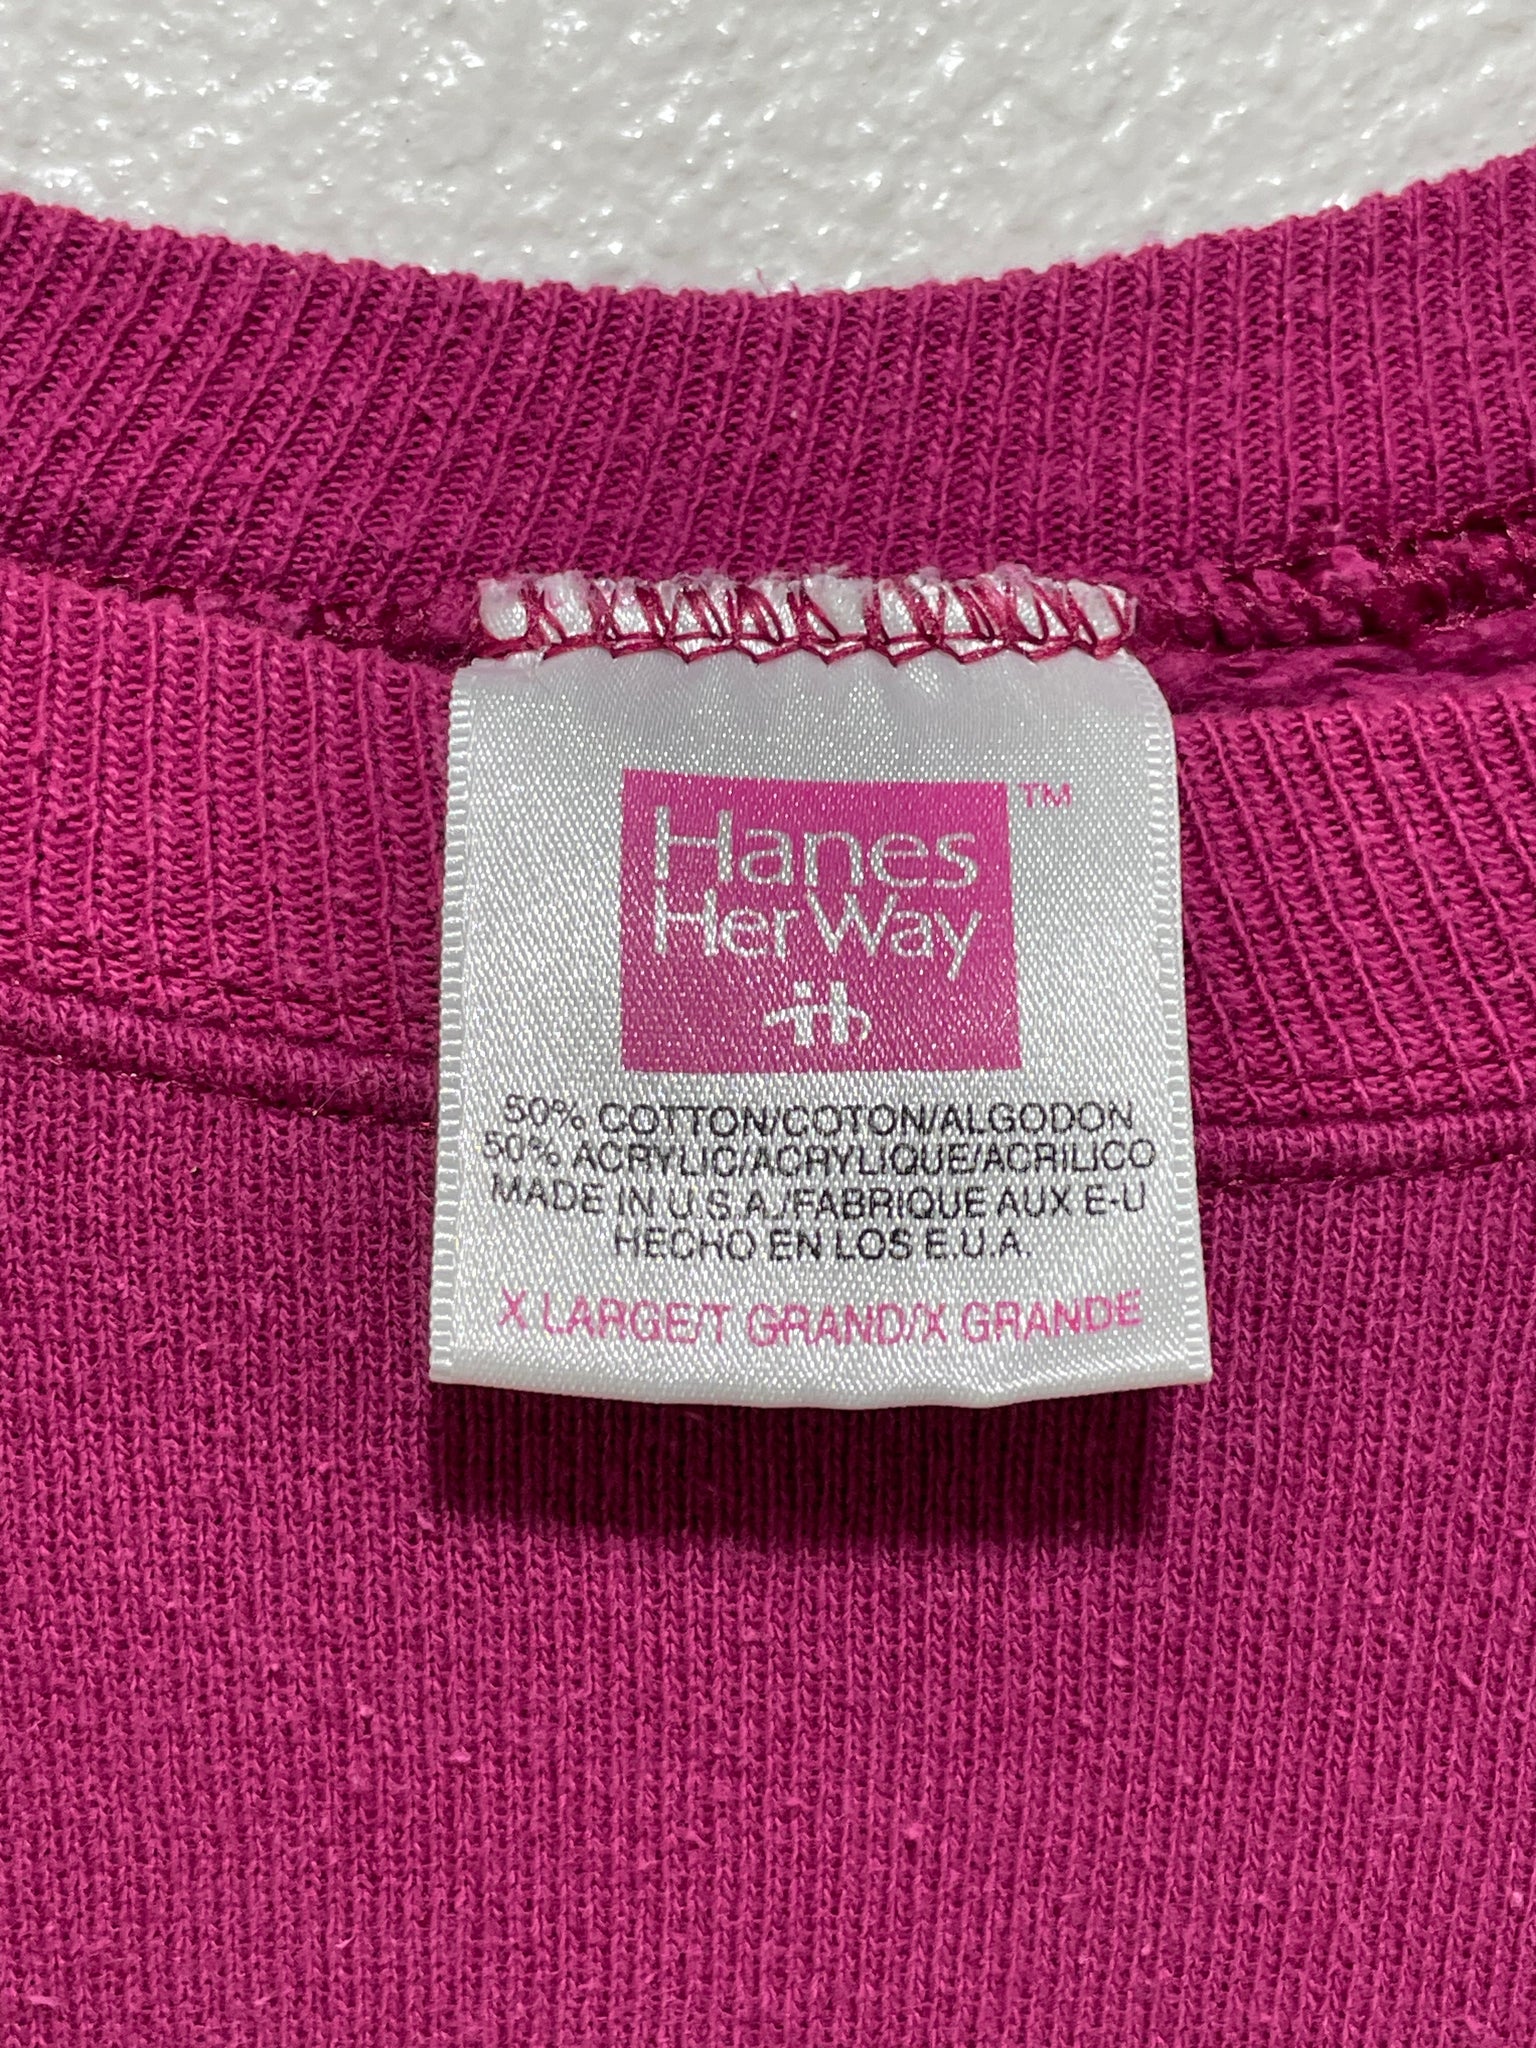 Hanes TM
Her Way
50% COTTON/COTON/ALGODON
50% ACRYLIC/ACRYLIQUE/ACRILICO
MADE IN U.S.A./FABRIQUE AUX E-U
HECHO EN LOS E.U.A.
X LARGE/T GRAND/X GRANDE